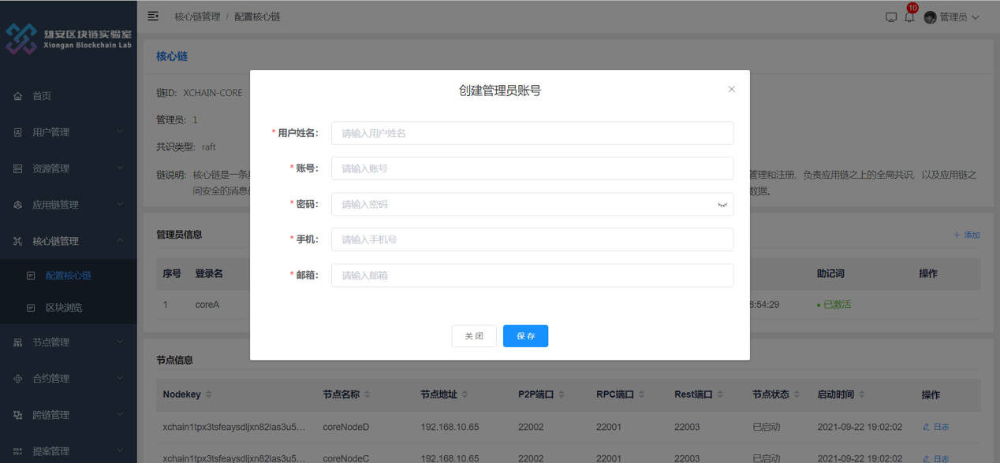 雄安区块链实验室
Xiongan Blockchain Lab
首页
用户管理
资源管理
应用链管理
核心链管理
配置核心链
区块浏览
节点管理
合约管理
跨链管理
提案管理
核心链管理 / 配置核心链
10
管理员
核心链
链ID: XCHAIN-CORE
管理员: 1
共识类型: raft
链说明: 核心链是一条
管理和注册，负责应用链之上的全局共识，以及应用链之
间安全的消息
数据。
管理员信息
+ 添加
序号 登录名 助记词 操作
1 coreA 8:54:29 已激活
创建管理员账号
* 用户姓名: 请输入用户姓名
* 账号: 请输入账号
* 密码: 请输入密码
* 手机: 请输入手机号
* 邮箱: 请输入邮箱
关 闭 保 存
节点信息
Nodekey 节点名称 节点地址 P2P端口 RPC端口 Rest端口 节点状态 启动时间 操作
xchain1tpx3tsfeaysdljxn82las3u5... coreNodeD 192.168.10.65 22002 22001 22003 已启动 2021-09-22 19:02:02 日志
xchain1tpx3tsfeaysdljxn82las3u5... coreNodeC 192.168.10.65 22002 22001 22003 已启动 2021-09-22 19:02:02 日志